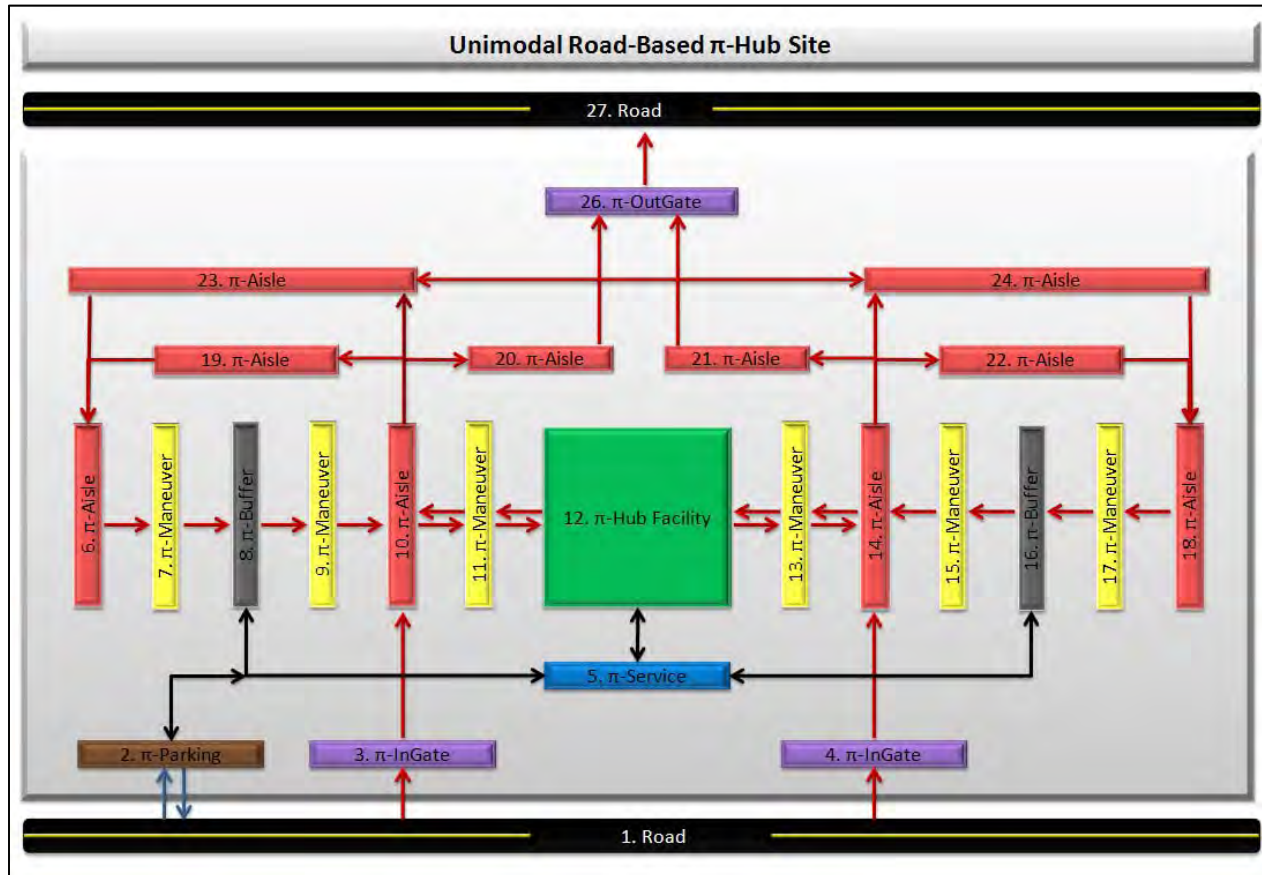 Unimodal Road-Based π-Hub Site
27. Road
26. π-OutGate
23. π-Aisle
24. π-Aisle
19. π-Aisle
20. π-Aisle
21. π-Aisle
22. π-Aisle
6. π-Aisle
7. π-Maneuver
8. π-Buffer
9. π-Maneuver
10. π-Aisle
11. π-Maneuver
12. π-Hub Facility
13. π-Maneuver
14. π-Aisle
15. π-Maneuver
16. π-Buffer
17. π-Maneuver
18. π-Aisle
5. π-Service
2. π-Parking
3. π-InGate
4. π-InGate
1. Road